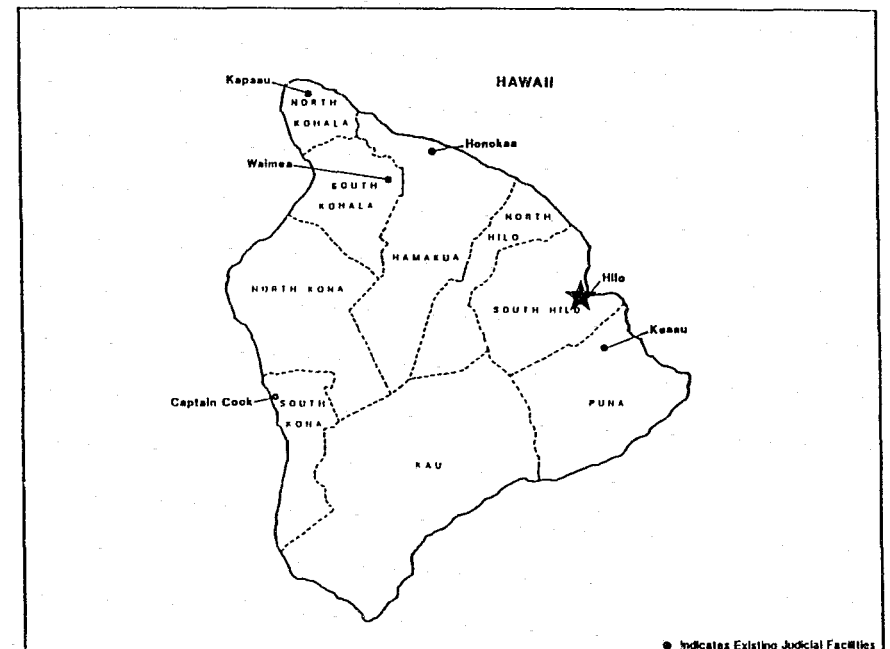 HAWAII
Kapaau
NORTH
KOHALA
Honokaa
Waimea
SOUTH
KOHALA
NORTH
HILO
HAMAKUA
NORTH KONA
Hilo
SOUTH HILO
Keaau
Captain Cook
SOUTH
KONA
PUNA
KAU
● Indicates Existing Judicial Facilities